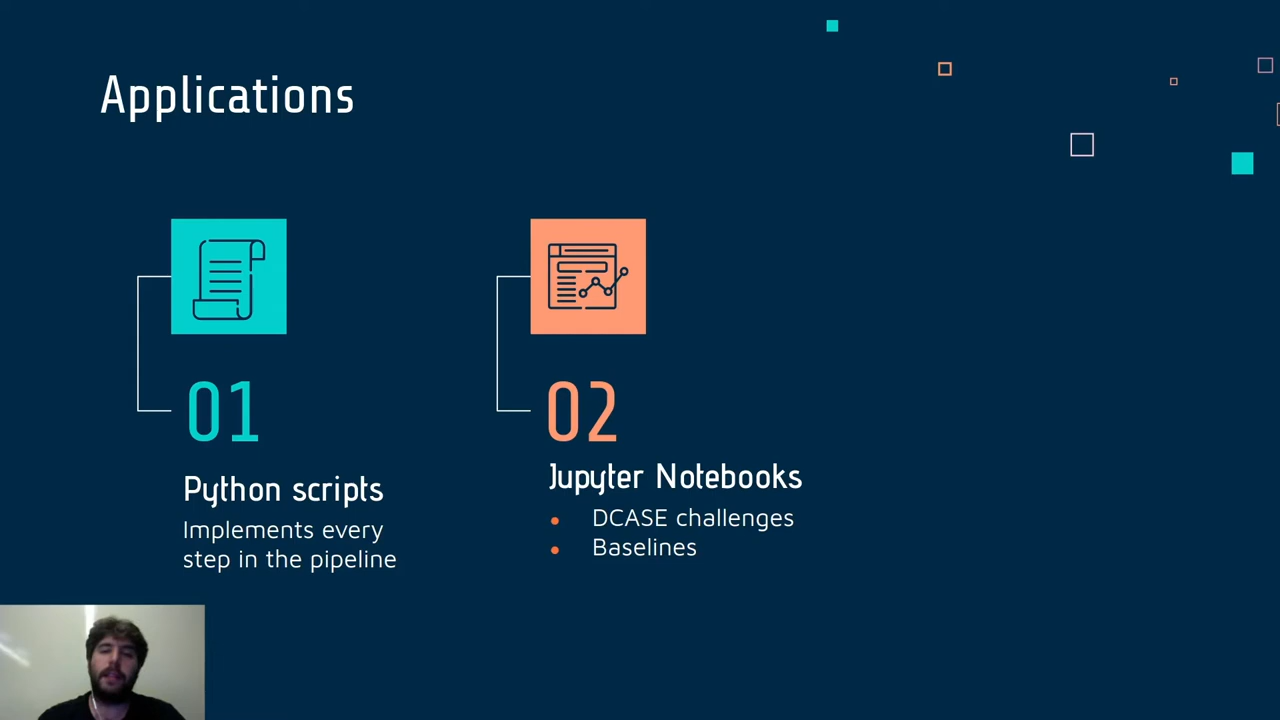 Applications
01
Python scripts
Implements every
step in the pipeline
02
Jupyter Notebooks
DCASE challenges
Baselines